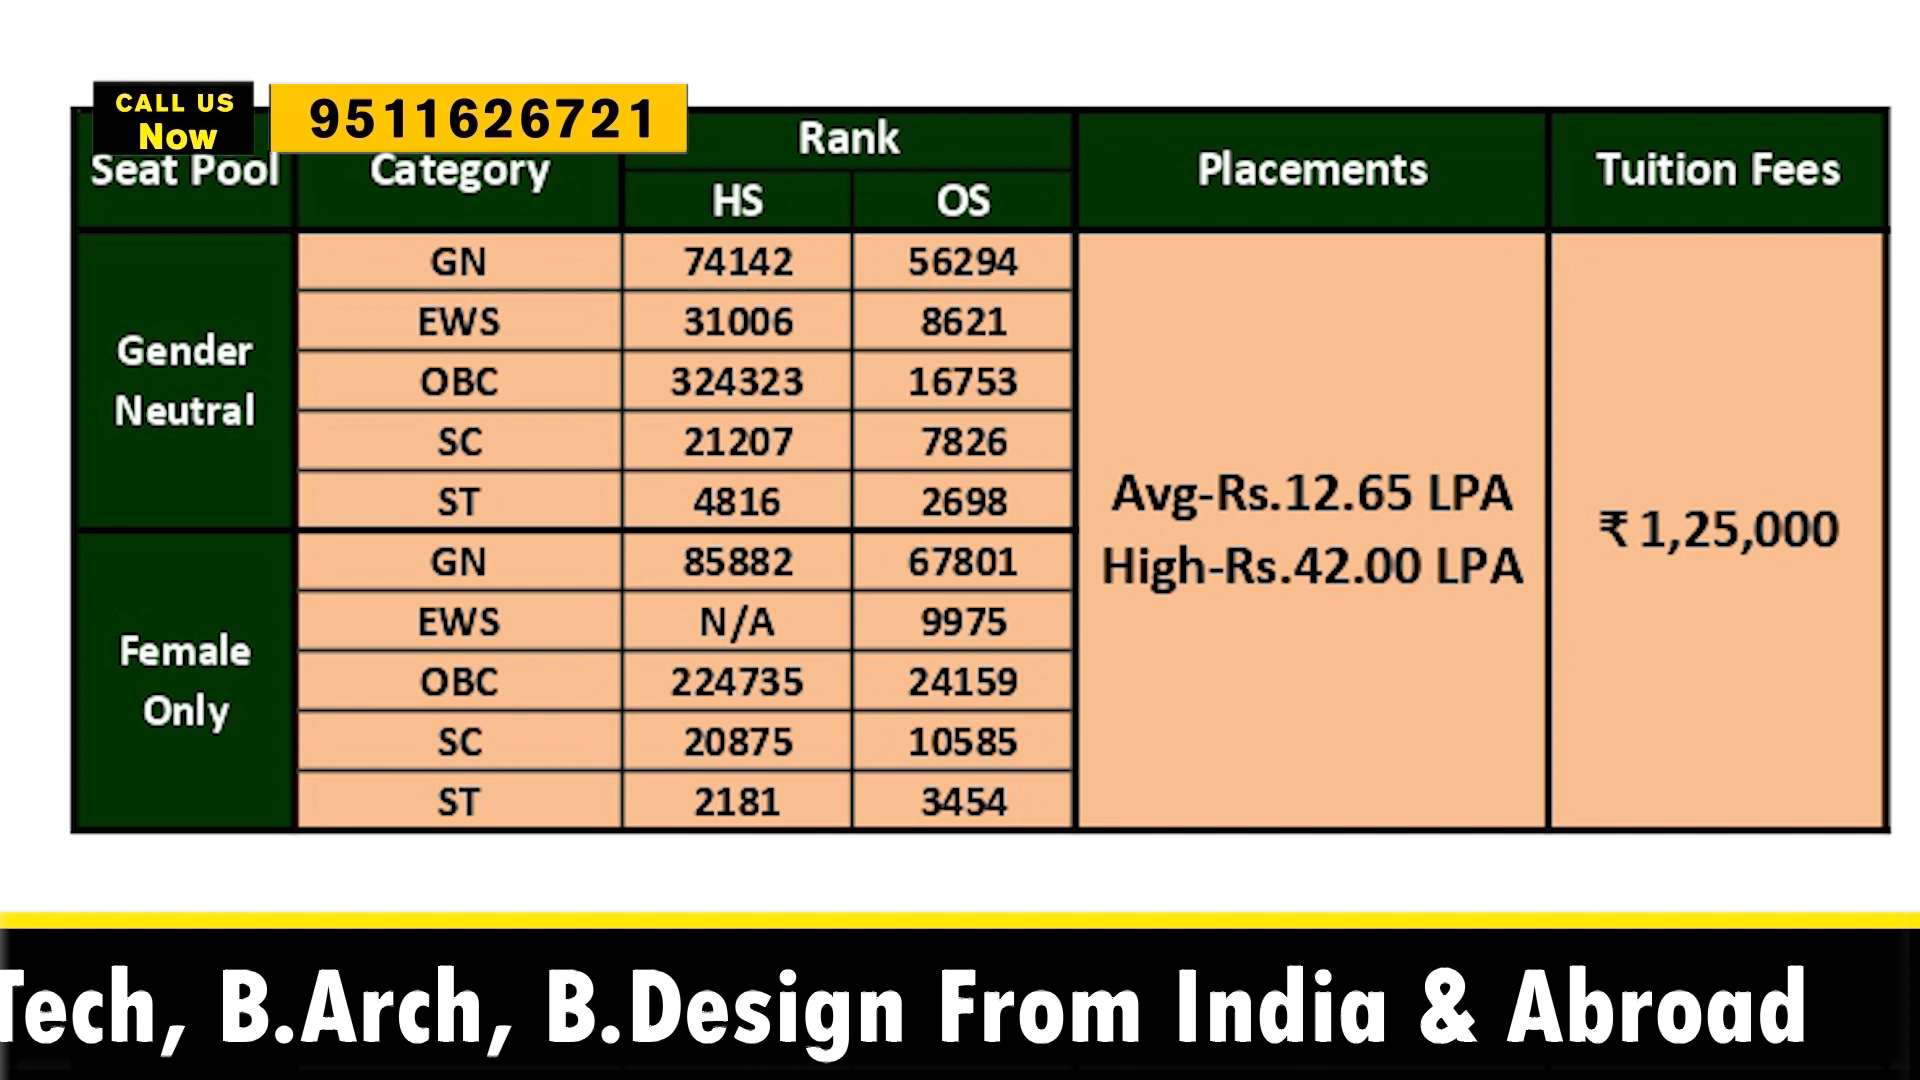 CALL US
Now
9511626721
Seat Pool Category Rank Placements Tuition Fees
HS OS
Gender
Neutral
GN 74142 56294
EWS 31006 8621
OBC 324323 16753
SC 21207 7826
ST 4816 2698
Female
Only
GN 85882 67801
EWS N/A 9975
OBC 224735 24159
SC 20875 10585
ST 2181 3454
Avg-Rs.12.65 LPA
High-Rs.42.00 LPA
₹ 1,25,000
Tech, B.Arch, B.Design From India & Abroad